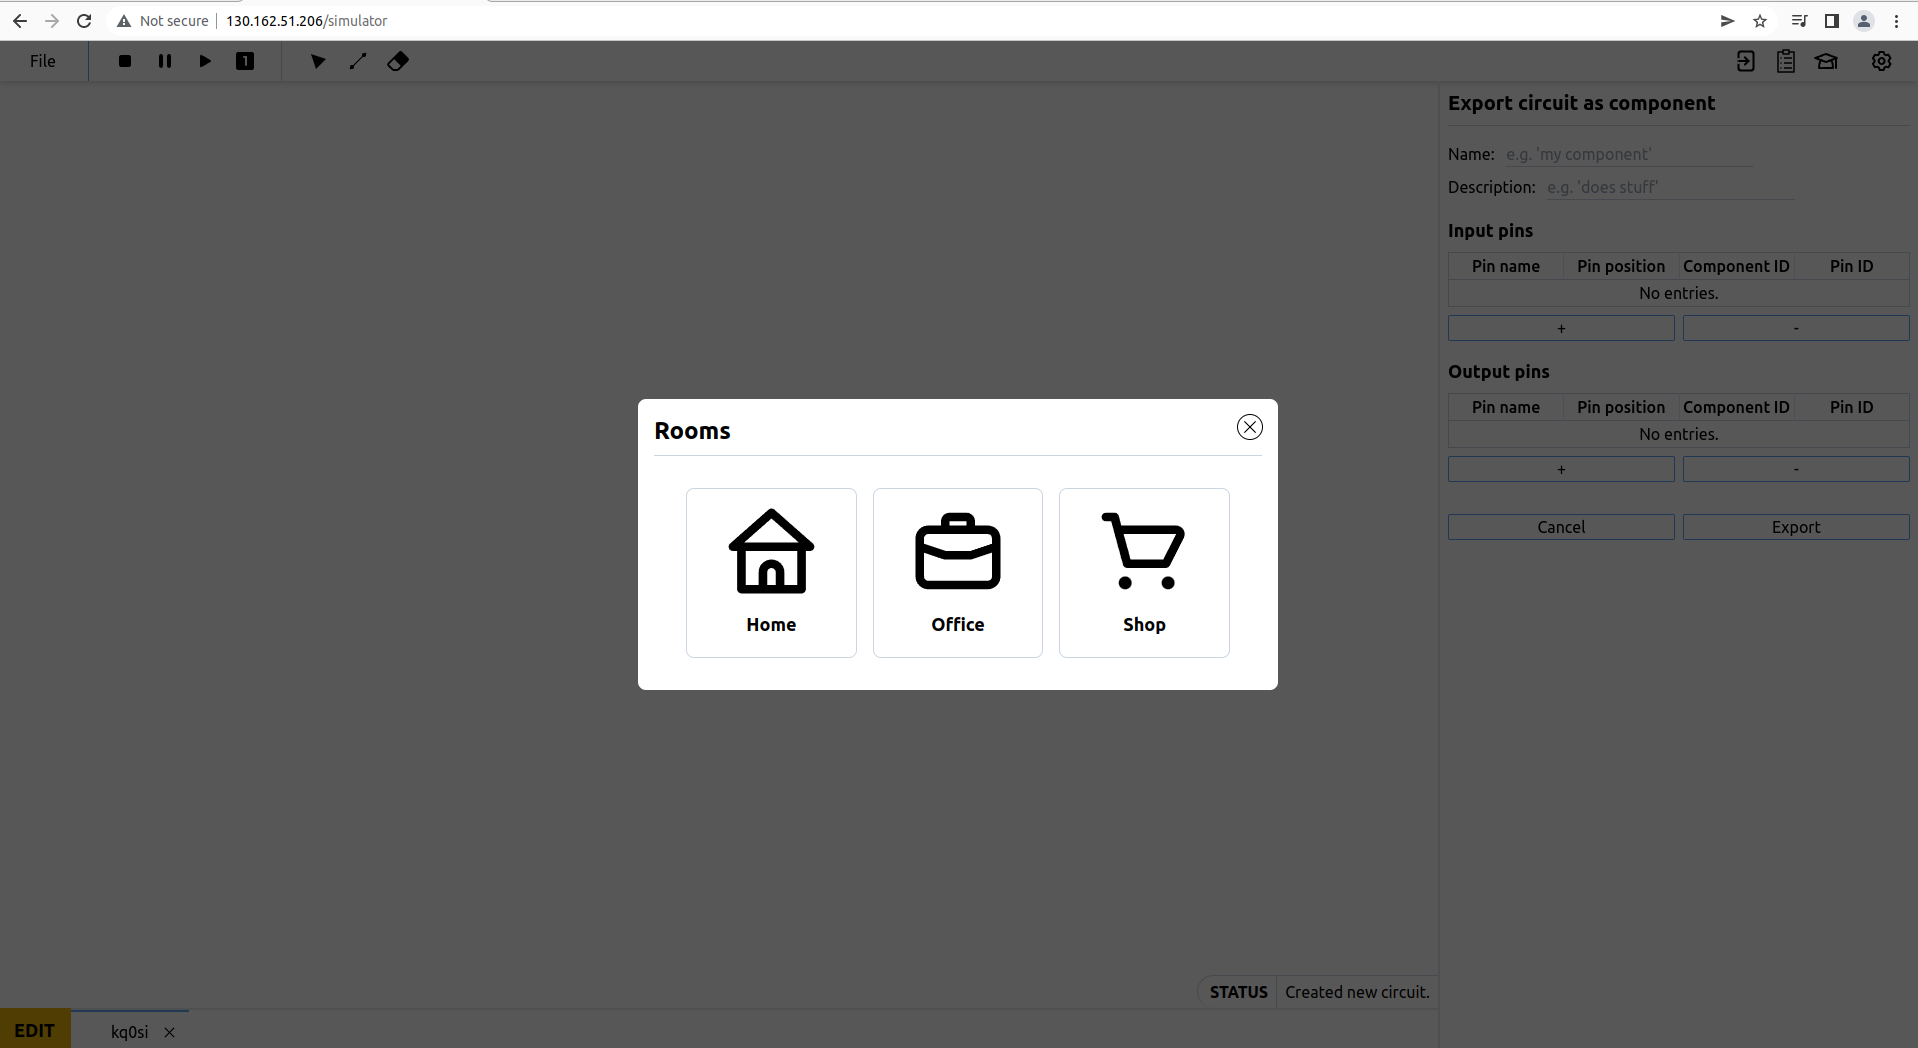 Not secure 130.162.51.206/simulator
File 1
Export circuit as component
Name: e.g. 'my component'
Description: e.g. 'does stuff'
Input pins
Pin name Pin position Component ID Pin ID
No entries.
+ -
Output pins
Pin name Pin position Component ID Pin ID
No entries.
+ -
Cancel Export
Rooms
Home Office Shop
STATUS Created new circuit.
EDIT kq0si